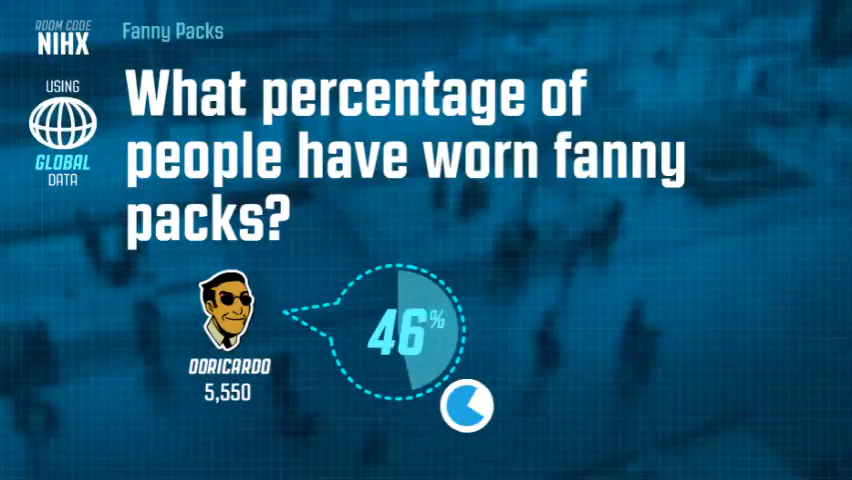 ROOM CODE
NIHX
Fanny Packs
USING
GLOBAL
DATA
What percentage of
people have worn fanny
packs?
46%
OORICARDO
5,550